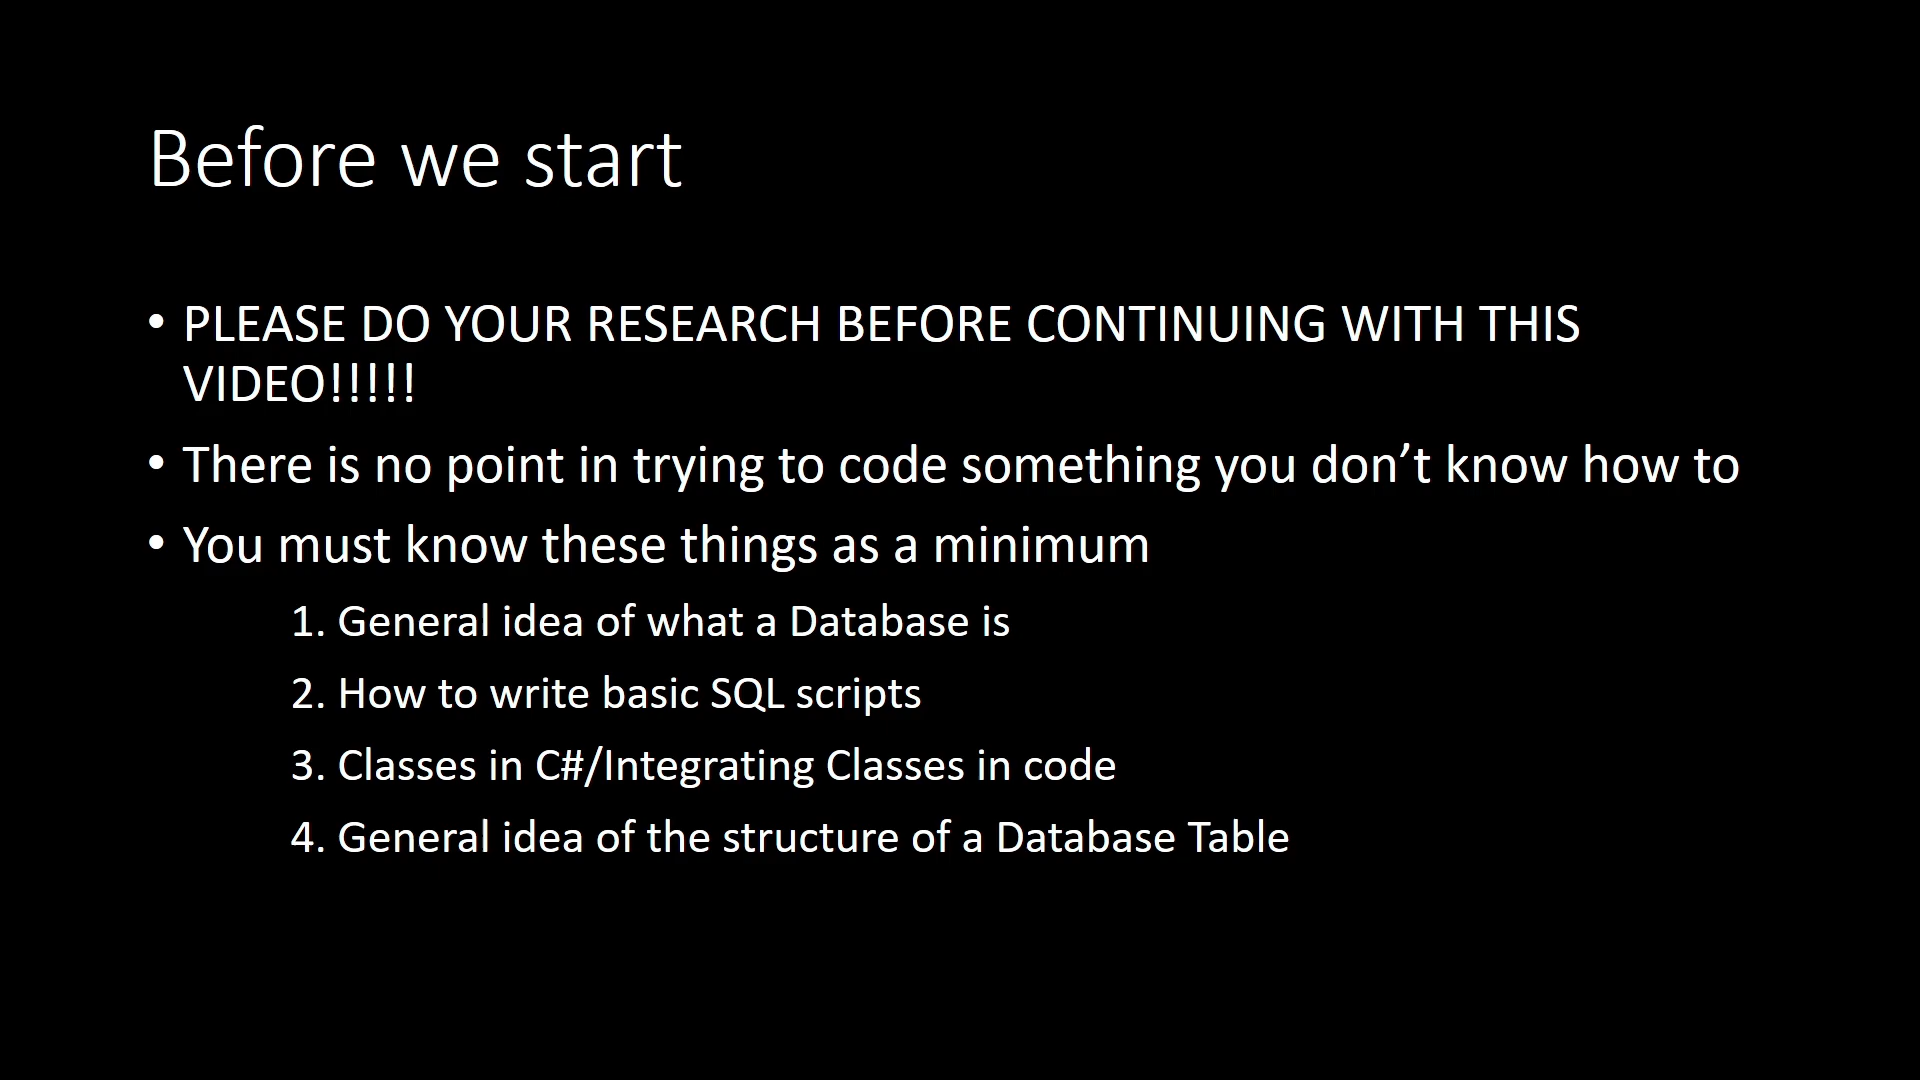 Before we start
• PLEASE DO YOUR RESEARCH BEFORE CONTINUING WITH THIS
VIDEO!!!!!
• There is no point in trying to code something you don’t know how to
• You must know these things as a minimum
1. General idea of what a Database is
2. How to write basic SQL scripts
3. Classes in C#/Integrating Classes in code
4. General idea of the structure of a Database Table